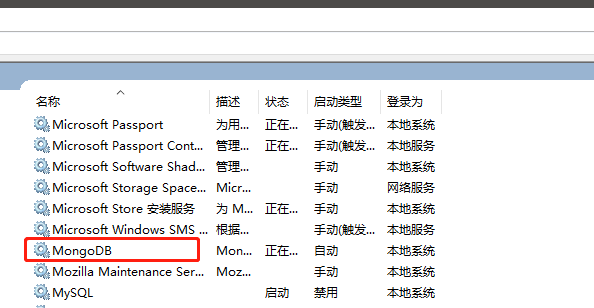 名称 描述 状态 启动类型 登录为
Microsoft Passport 为用... 正在... 手动(触发... 本地系统
Microsoft Passport Cont... 管理... 正在... 手动(触发... 本地服务
Microsoft Software Shad... 管理... 手动 本地系统
Microsoft Storage Space... Micr... 手动 网络服务
Microsoft Store 安装服务 为 M... 正在... 手动 本地系统
Microsoft Windows SMS ... 根据... 手动(触发... 本地系统
MongoDB Mon... 正在... 自动 本地系统
Mozilla Maintenance Ser... Moz... 手动 本地系统
MySQL 启动 禁用 本地系统